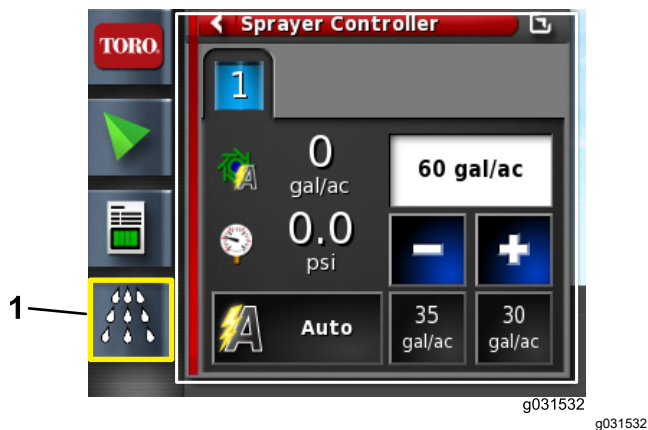 TORO.
Sprayer Controller
1
0
gal/ac
60 gal/ac
0.0
psi
- +
1
A Auto
35
gal/ac
30
gal/ac
g031532
g031532